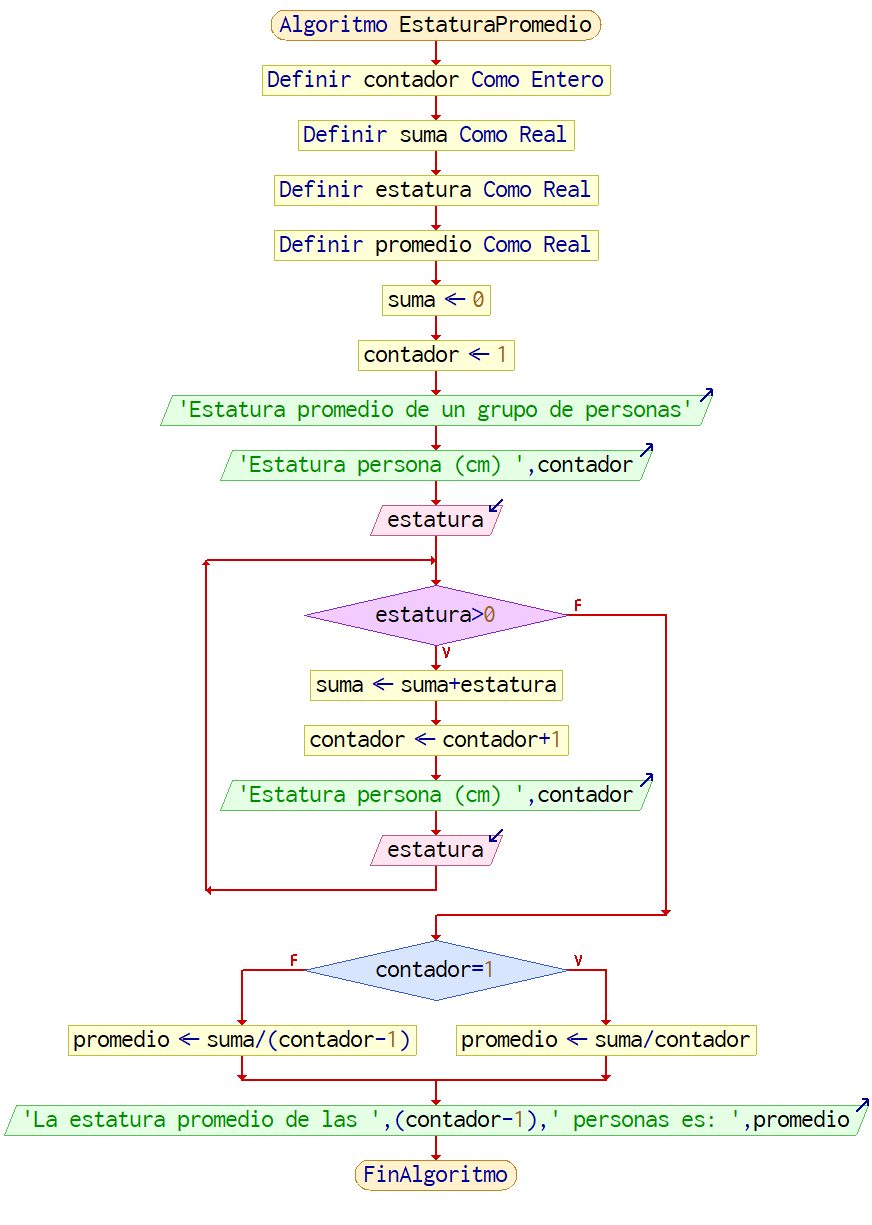 Algoritmo EstaturaPromedio
Definir contador Como Entero
Definir suma Como Real
Definir estatura Como Real
Definir promedio Como Real
suma ← 0
contador ← 1
'Estatura promedio de un grupo de personas'
'Estatura persona (cm) ',contador
estatura
estatura>0
F
V
suma ← suma+estatura
contador ← contador+1
'Estatura persona (cm) ',contador
estatura
F
contador=1
V
promedio ← suma/(contador-1)
promedio ← suma/contador
'La estatura promedio de las ',(contador-1),' personas es: ',promedio
FinAlgoritmo